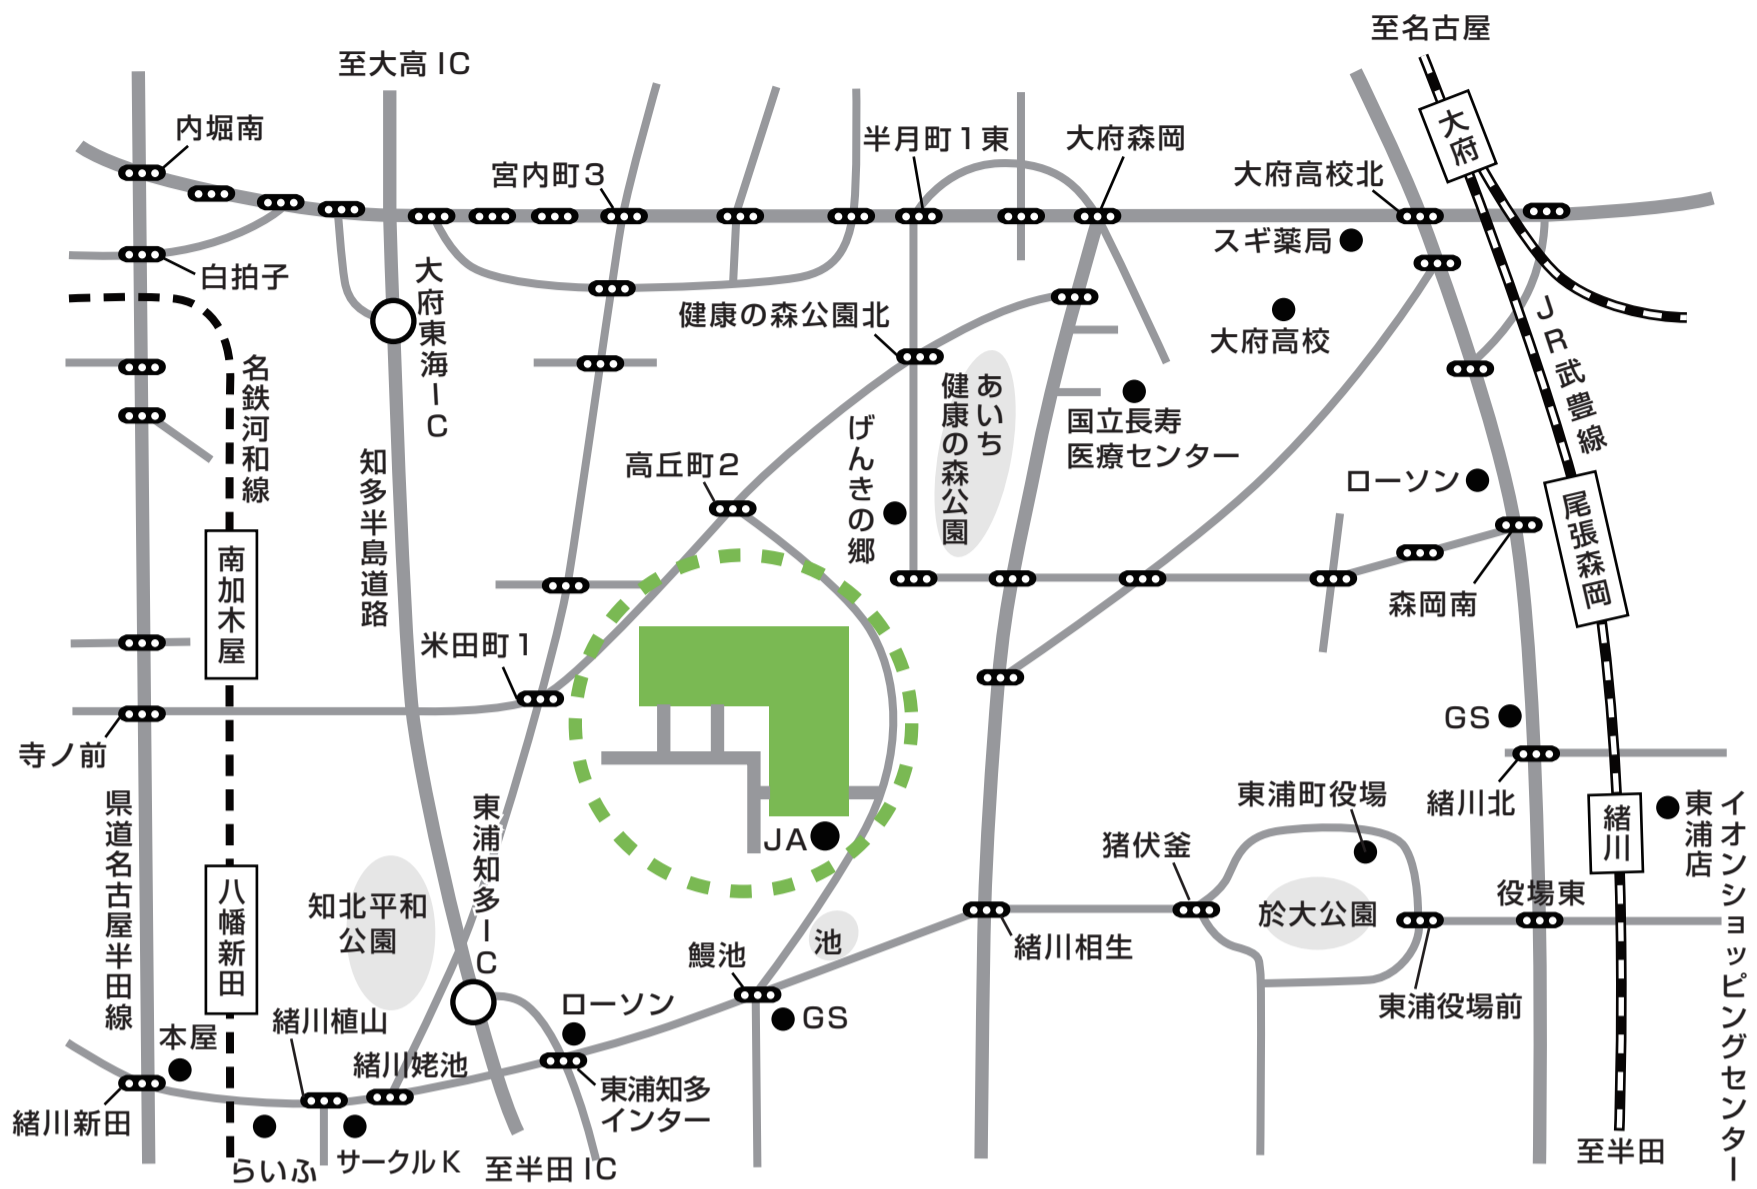 至名古屋
至大高IC
内堀南
宮内町3
半月町1東
大府森岡
大府高校北
大府
スギ薬局
白拍子
大府東海IC
健康の森公園北
大府高校
JR武豊線
名鉄河和線
あいち
健康の森公園
国立長寿
医療センター
げんきの郷
高丘町2
知多半島道路
ローソン
尾張森岡
南加木屋
森岡南
米田町1
寺ノ前
GS
緒川北
県道名古屋半田線
東浦知多IC
JA
東浦町役場
緒川
イオンショッピングセンター
東浦店
猪伏釜
八幡新田
知北平和
公園
池
於大公園
役場東
鰻池
緒川相生
東浦役場前
GS
ローソン
緒川植山
本屋
緒川姥池
東浦知多
インター
緒川新田
らいふ
サークルK
至半田IC
至半田